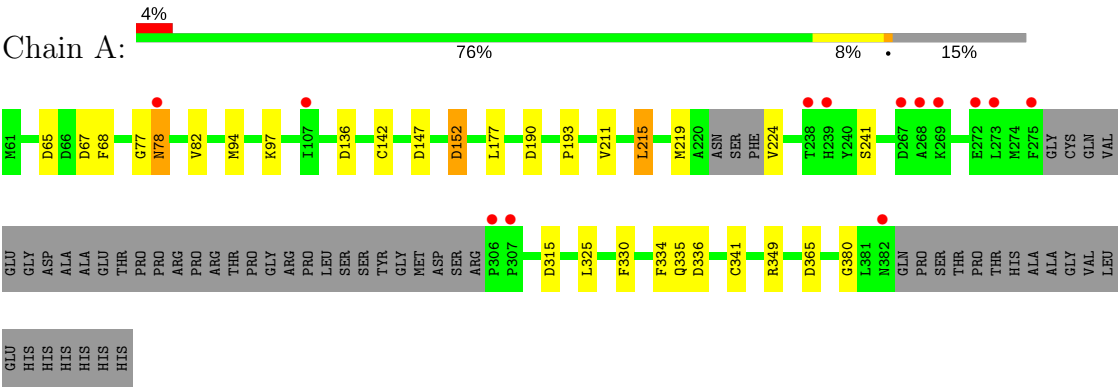 4%
Chain A:
76% 8% • 15%
M61 D65 D66 D67 F68 G77 N78 V82 M94 K97 I107 D136 C142 D147 D152 L177 D190 P193 V211 L215 M219 A220 ASN SER PHE V224 T238 H239 Y240 S241 D267 A268 K269 E272 L273 M274 F275 GLY CYS GLN VAL
GLU GLY ASP ALA ALA GLU THR PRO PRO ARG PRO ARG THR PRO GLY ARG PRO LEU SER SER TYR GLY MET ASP SER ARG P306 P307 D315 L325 F330 F334 Q335 D336 C341 R349 D365 G380 L381 N382 GLN PRO SER THR PRO THR HIS ALA ALA GLY VAL LEU
GLU HIS HIS HIS HIS HIS HIS